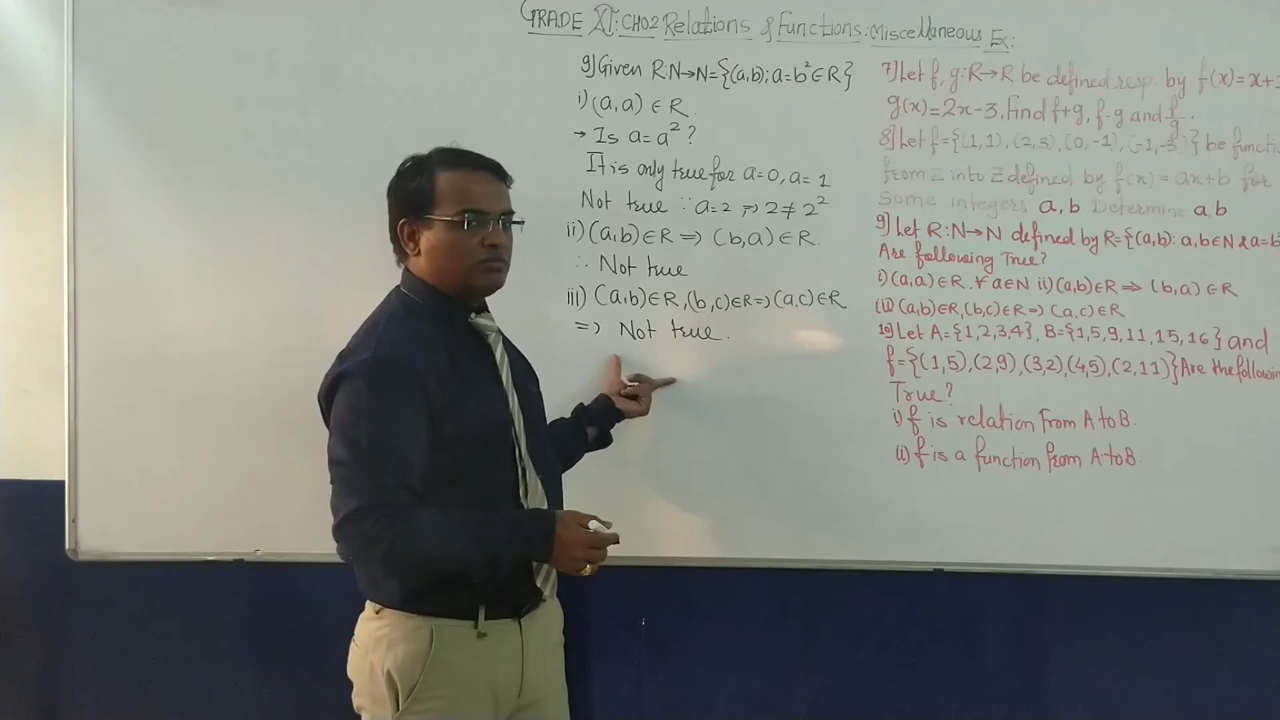 GRADE XI: CH02 Relations & Functions: Miscellaneous Ex:
9) Given R:N→N={(a,b); a=b²∈R}
i) (a,a) ∈ R.
→ Is a=a²?
It is only true for a=0, a=1
Not true ∵ a=2 ⇒ 2≠2²
ii) (a,b)∈R ⇒ (b,a)∈R.
∴ Not true
iii) (a,b)∈R,(b,c)∈R=)(a,c)∈R
=) Not true.
7) Let f, g:R→R be defined resp. by f(x)=x+
g(x)=2x-3. Find f+g, f-g and f/g.
8) Let f={(1,1), (2,3), (0,-1), (-1,-3)} be
from Z into Z defined by f(x)=ax+b for
some integers a,b. Determine a,b
9) Let R:N→N defined by R={(a,b): a,b∈N & a=b
Are following True?
i) (a,a)∈R.∀ a∈N ii) (a,b)∈R ⇒ (b,a)∈R
(iii) (a,b)∈R,(b,c)∈R=)(a,c)∈R
10) Let A={1,2,3,4}, B={1,5,9,11,15,16} and
f={(1,5),(2,9),(3,2)(4,5),(2,11)} Are the
True?
i) f is relation from A to B.
ii) f is a function from A to B.